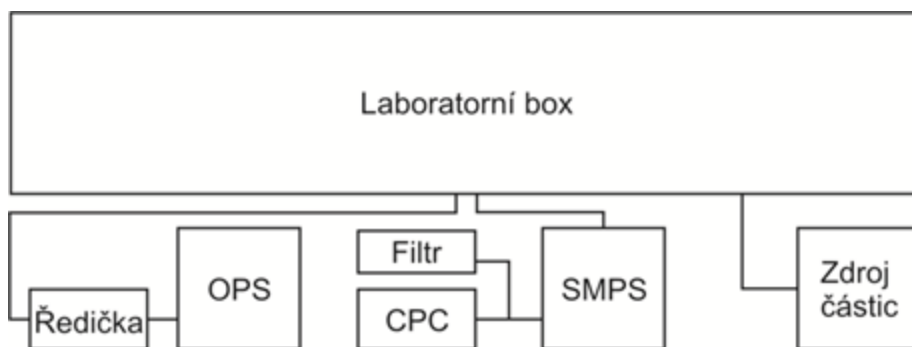 Laboratorní box
Filtr
OPS
SMPS
Zdroj
částic
Ředička
CPC